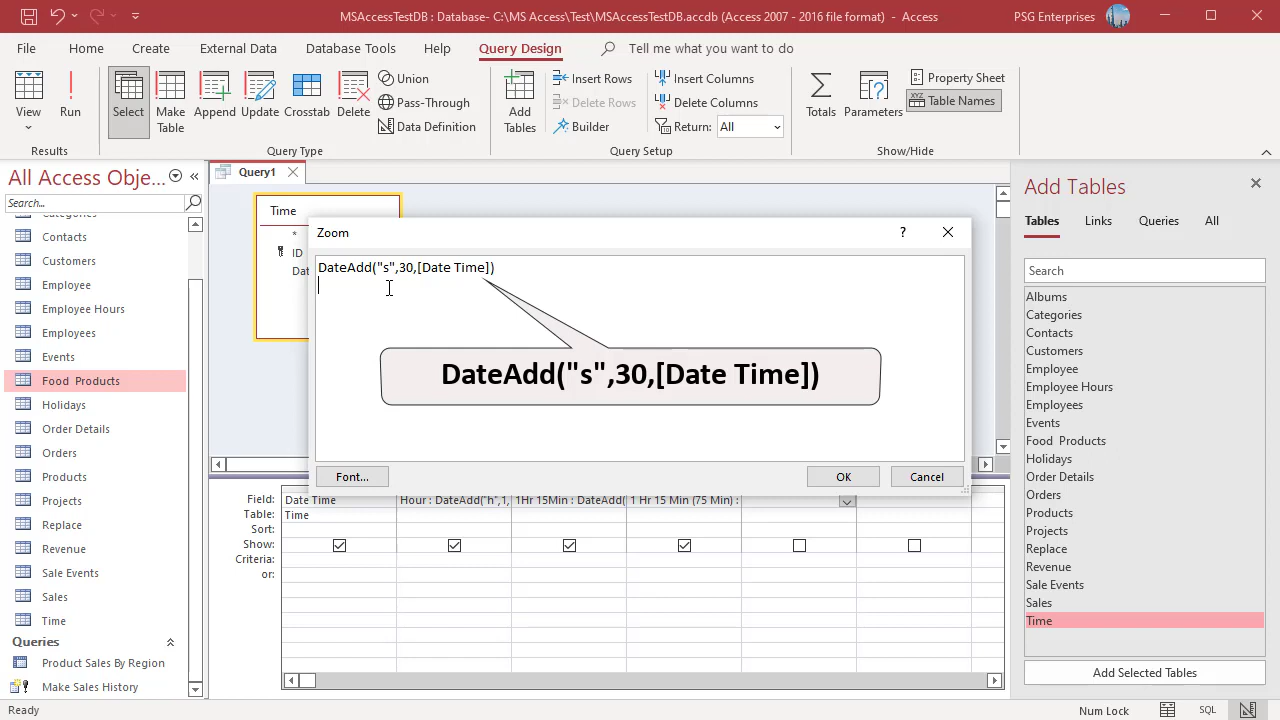 MSAccessTestDB : Database- C:\MS Access\Test\MSAccessTestDB.accdb (Access 2007 - 2016 file format) - Access
PSG Enterprises
File Home Create External Data Database Tools Help Query Design Tell me what you want to do
View
Run
Results
Select
Make Table
Append
Update
Crosstab
Delete
Union
Pass-Through
Data Definition
Query Type
Add Tables
Insert Rows
Delete Rows
Builder
Insert Columns
Delete Columns
Return: All
Query Setup
Totals
Parameters
Property Sheet
Table Names
Show/Hide
All Access Obje...
Search...
Categories
Contacts
Customers
Employee
Employee Hours
Employees
Events
Food Products
Holidays
Order Details
Orders
Products
Projects
Replace
Revenue
Sale Events
Sales
Time
Queries
Product Sales By Region
Make Sales History
Query1
Time
*
ID
Dat
Zoom
?
DateAdd("s",30,[Date Time])
DateAdd("s",30,[Date Time])
Font...
OK
Cancel
Field: Date Time Hour : DateAdd("h",1, 1Hr 15Min : DateAdd( 1 Hr 15 Min (75 Min) :
Table: Time
Sort:
Show:
Criteria:
or:
Add Tables
Tables Links Queries All
Search
Albums
Categories
Contacts
Customers
Employee
Employee Hours
Employees
Events
Food Products
Holidays
Order Details
Orders
Products
Projects
Replace
Revenue
Sale Events
Sales
Time
Add Selected Tables
Ready
Num Lock
SQL